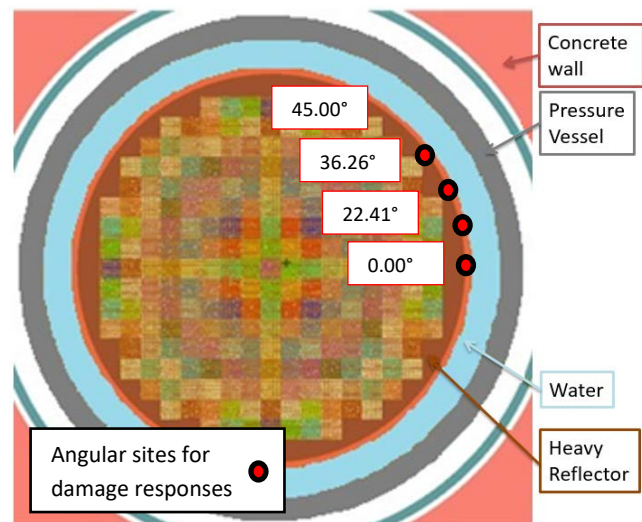 Concrete
wall
45.00°
Pressure
Vessel
36.26°
22.41°
0.00°
Water
Angular sites for
damage responses
Heavy
Reflector